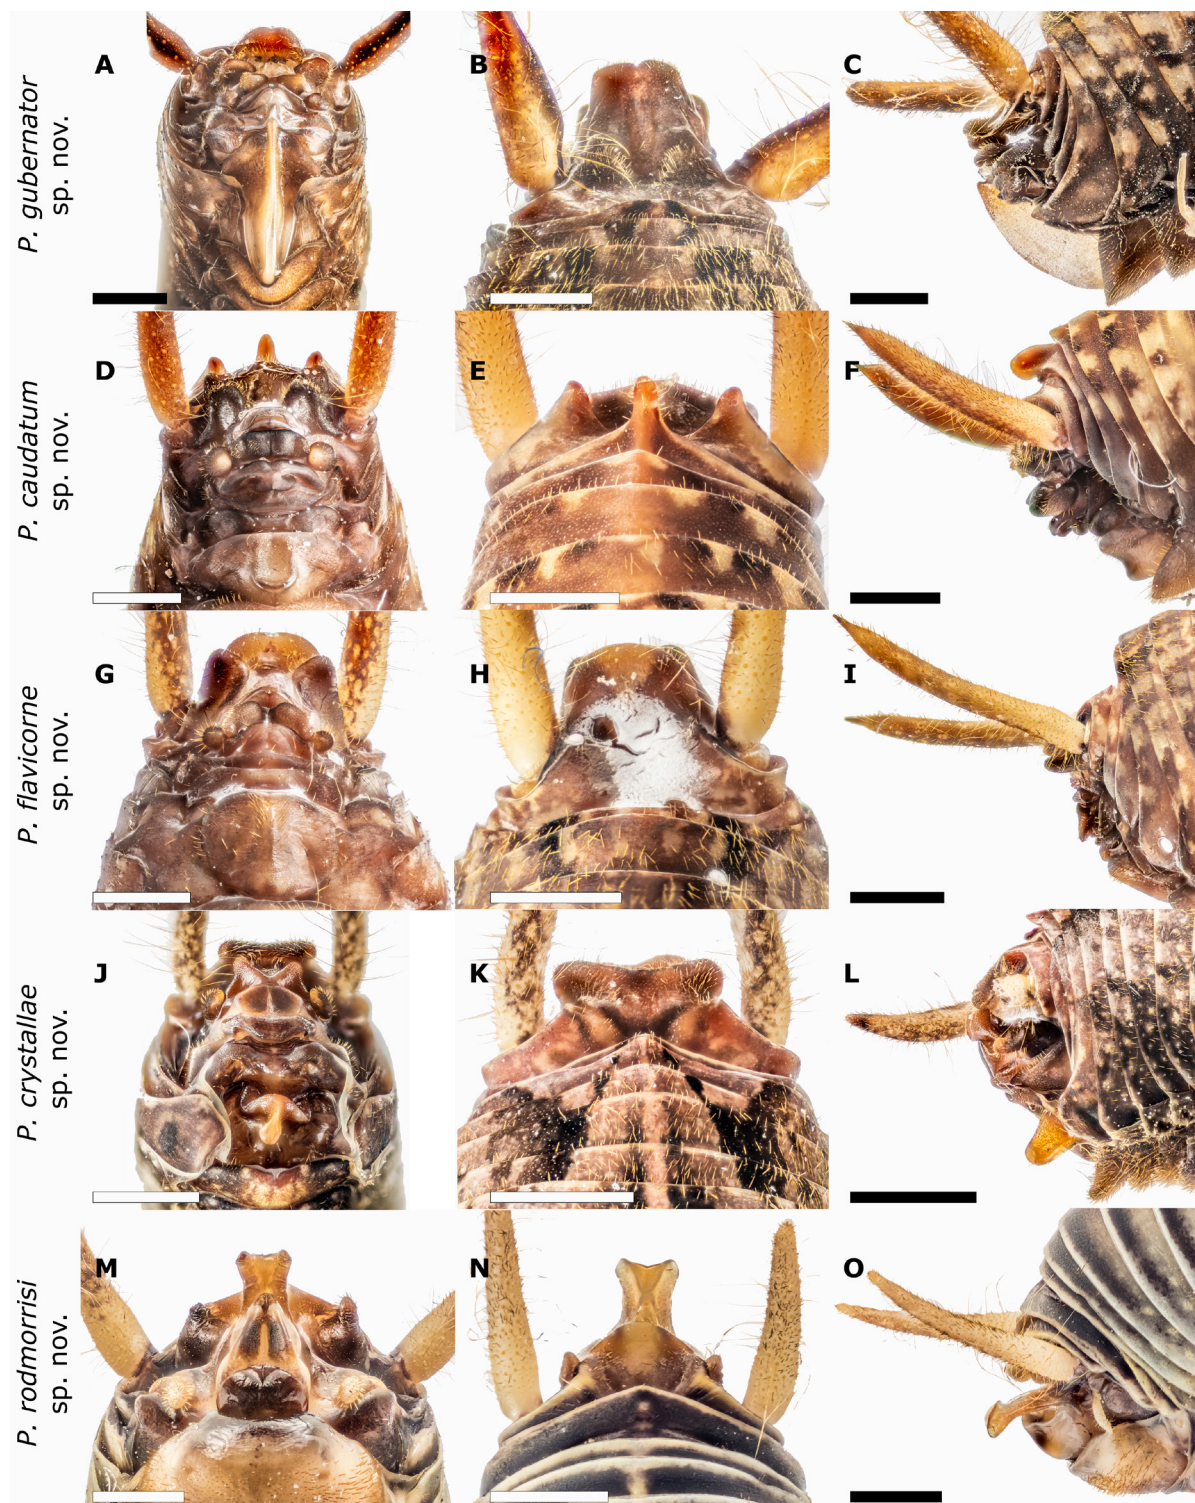 P. gubernator
sp. nov.
A
B
C
P. caudatum
sp. nov.
D
E
F
P. flavicorne
sp. nov.
G
H
I
P. crystallae
sp. nov.
J
K
L
P. rodmorrisi
sp. nov.
M
N
O